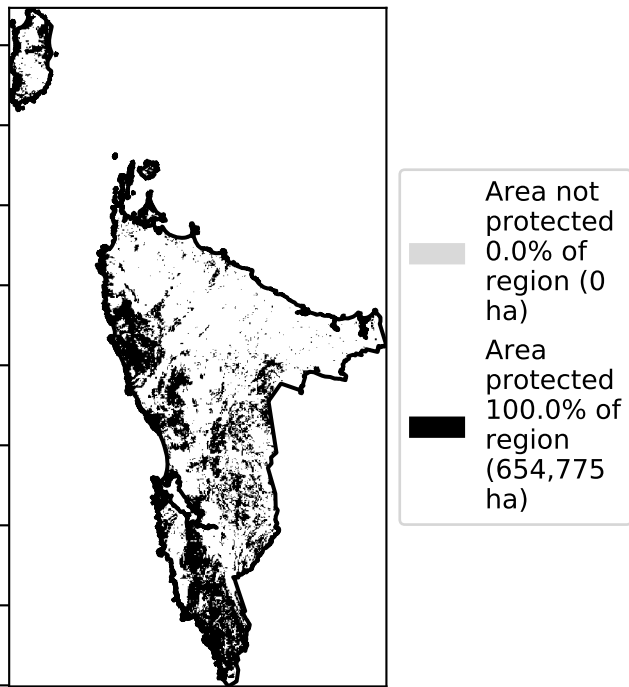 Area not
protected
0.0% of
region (0
ha)
Area
protected
100.0% of
region
(654,775
ha)